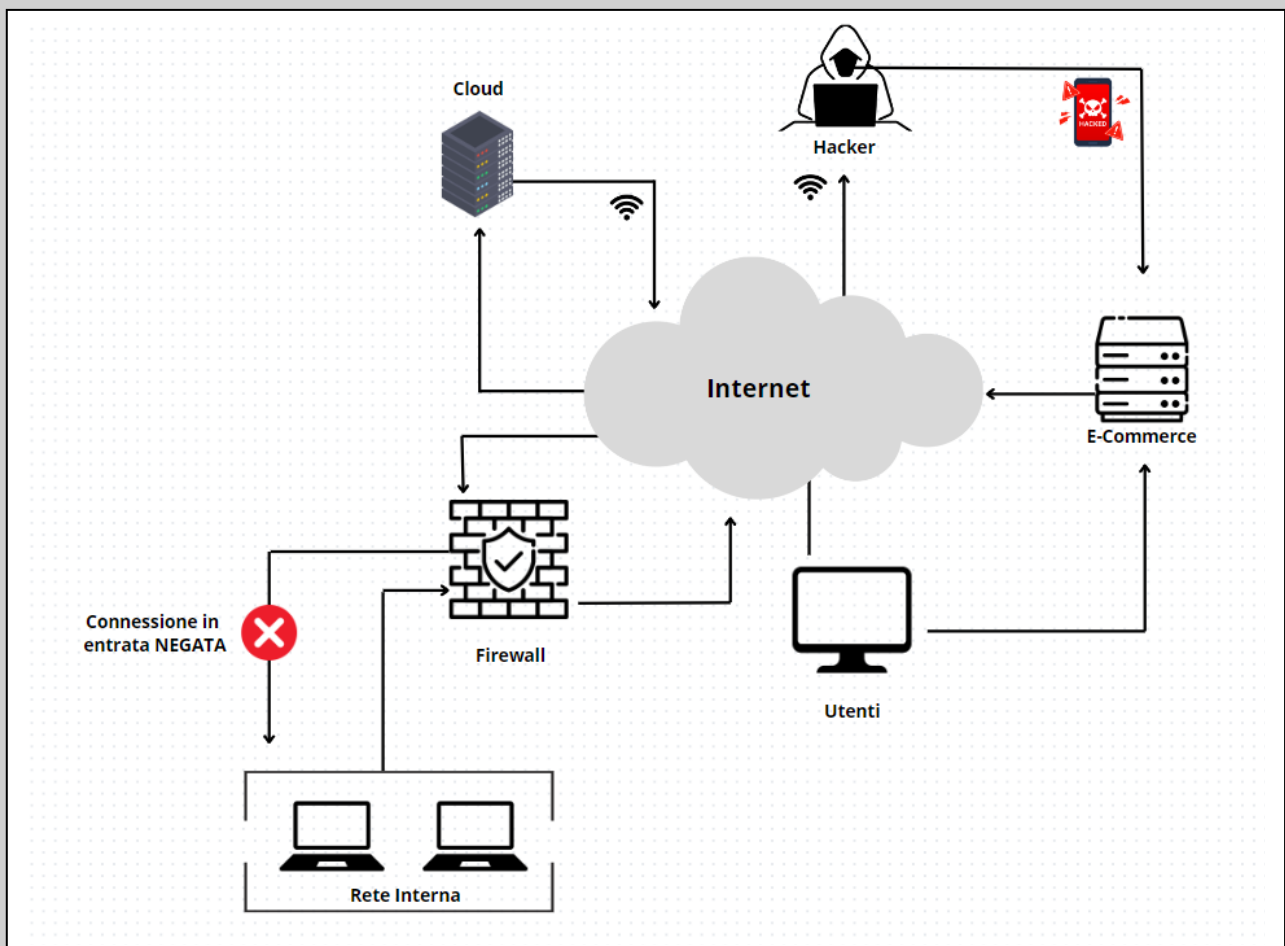 Cloud
Hacker
HACKED
Internet
E-Commerce
Connessione in
entrata NEGATA
Firewall
Utenti
Rete Interna